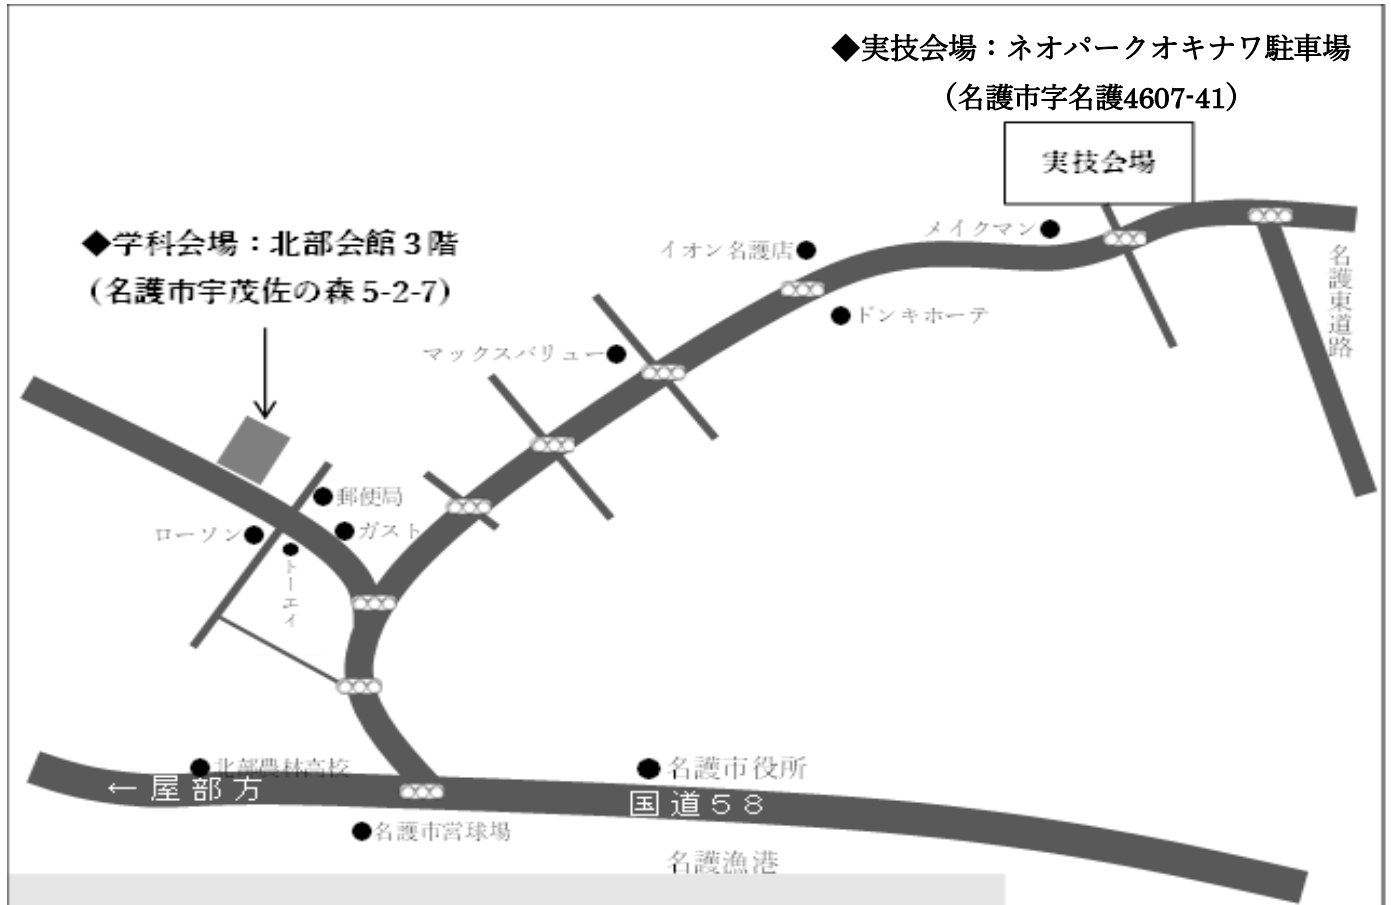 ◆実技会場：ネオパークオキナワ駐車場
（名護市字名護4607-41）
実技会場
メイクマン
イオン名護店
◆学科会場：北部会館３階
（名護市宇茂佐の森5-2-7）
名護東道路
ドンキホーテ
マックスバリュー
郵便局
ローソン
ガスト
トーエイ
北部農林高校
名護市役所
←屋部方
国道５８
名護市営球場
名護漁港